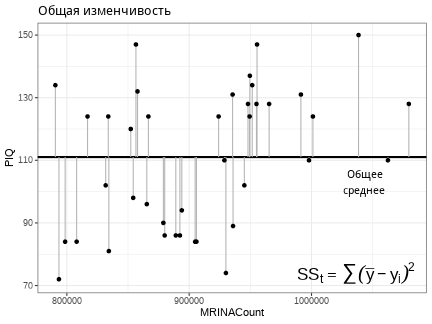 Общая изменчивость
150
130
110
90
70
PIQ
Общее
среднее
SSₜ = ∑(y̅ − yᵢ)²
800000
900000
1000000
MRINACount